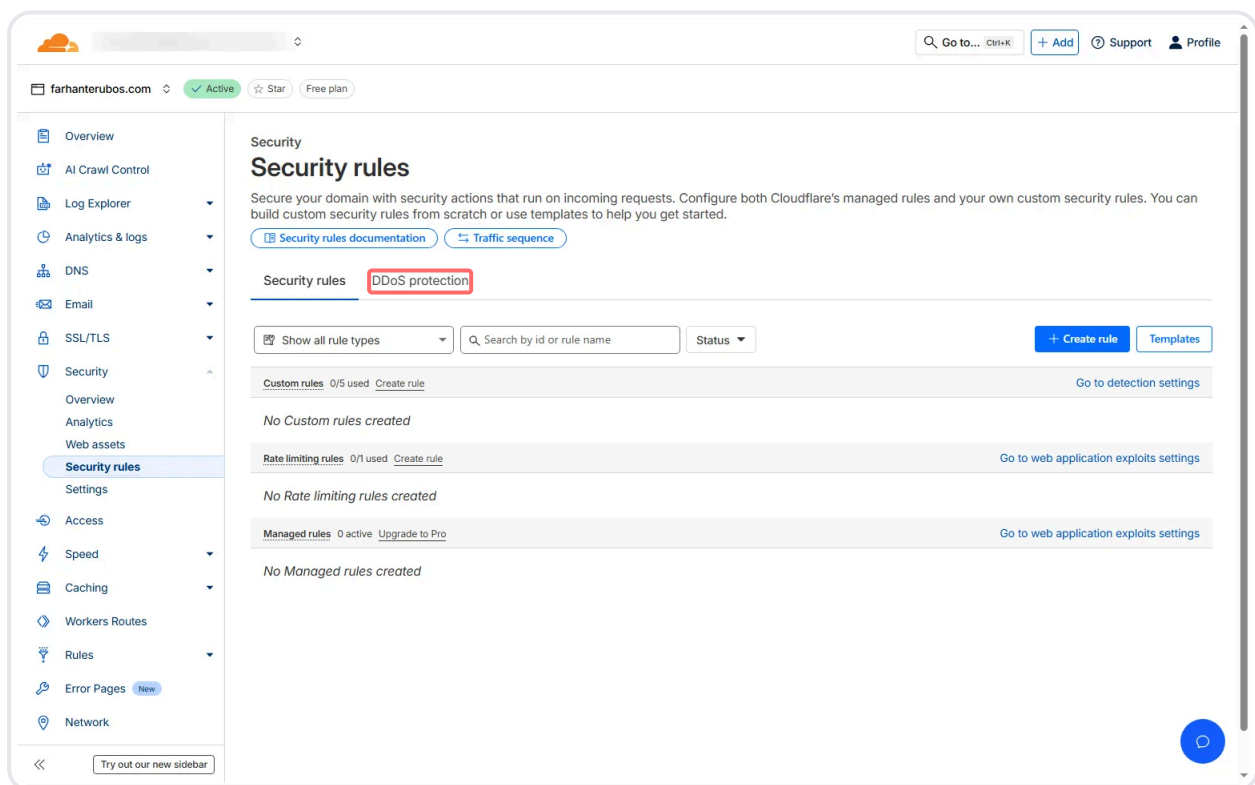 Go to... Ctrl+K
+ Add
Support
Profile
farhanterubos.com
Active
Star
Free plan
Overview
AI Crawl Control
Log Explorer
Analytics & logs
DNS
Email
SSL/TLS
Security
Overview
Analytics
Web assets
Security rules
Settings
Access
Speed
Caching
Workers Routes
Rules
Error Pages New
Network
Try out our new sidebar
Security
Security rules
Secure your domain with security actions that run on incoming requests. Configure both Cloudflare's managed rules and your own custom security rules. You can
build custom security rules from scratch or use templates to help you get started.
Security rules documentation
Traffic sequence
Security rules
DDoS protection
Show all rule types
Search by id or rule name
Status
+ Create rule
Templates
Custom rules 0/5 used Create rule
Go to detection settings
No Custom rules created
Rate limiting rules 0/1 used Create rule
Go to web application exploits settings
No Rate limiting rules created
Managed rules 0 active Upgrade to Pro
Go to web application exploits settings
No Managed rules created